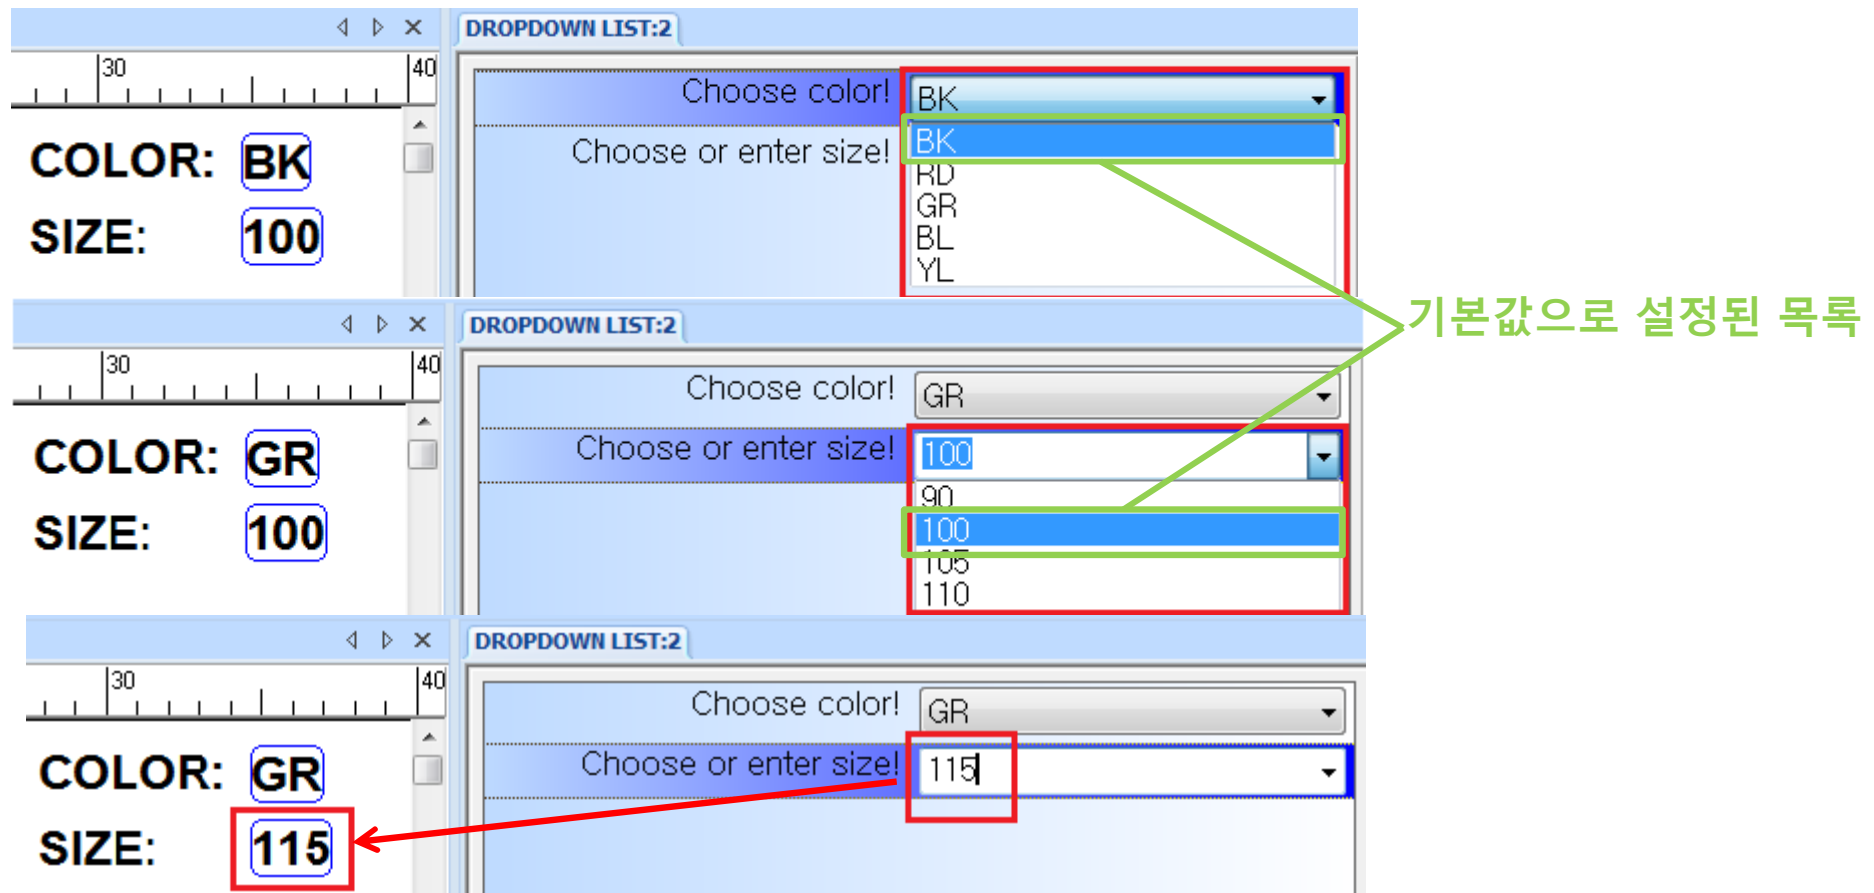 DROPDOWN LIST:2
30 40
Choose color! BK
COLOR: BK
Choose or enter size!
BK
RD
GR
BL
YL
SIZE: 100
기본값으로 설정된 목록
DROPDOWN LIST:2
30 40
Choose color! GR
COLOR: GR
Choose or enter size! 100
90
100
105
110
SIZE: 100
DROPDOWN LIST:2
30 40
Choose color! GR
COLOR: GR
Choose or enter size! 115
SIZE: 115